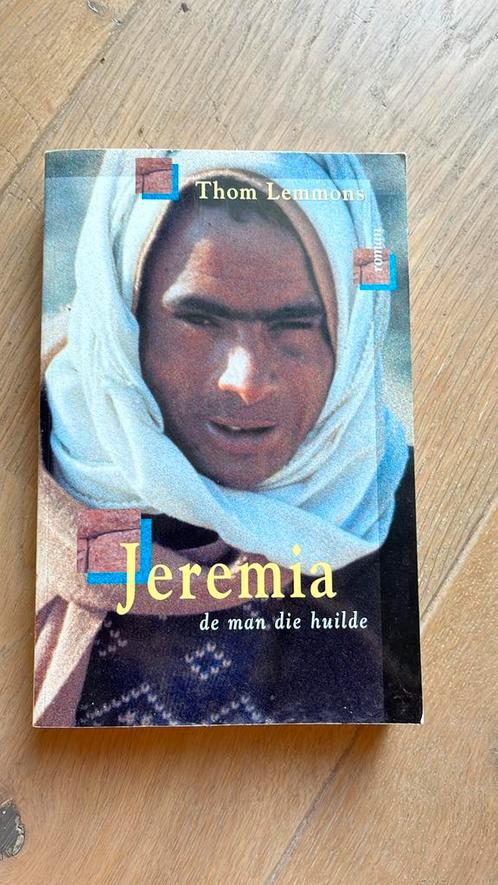 Thom Lemmons
roman
Jeremia
de man die huilde